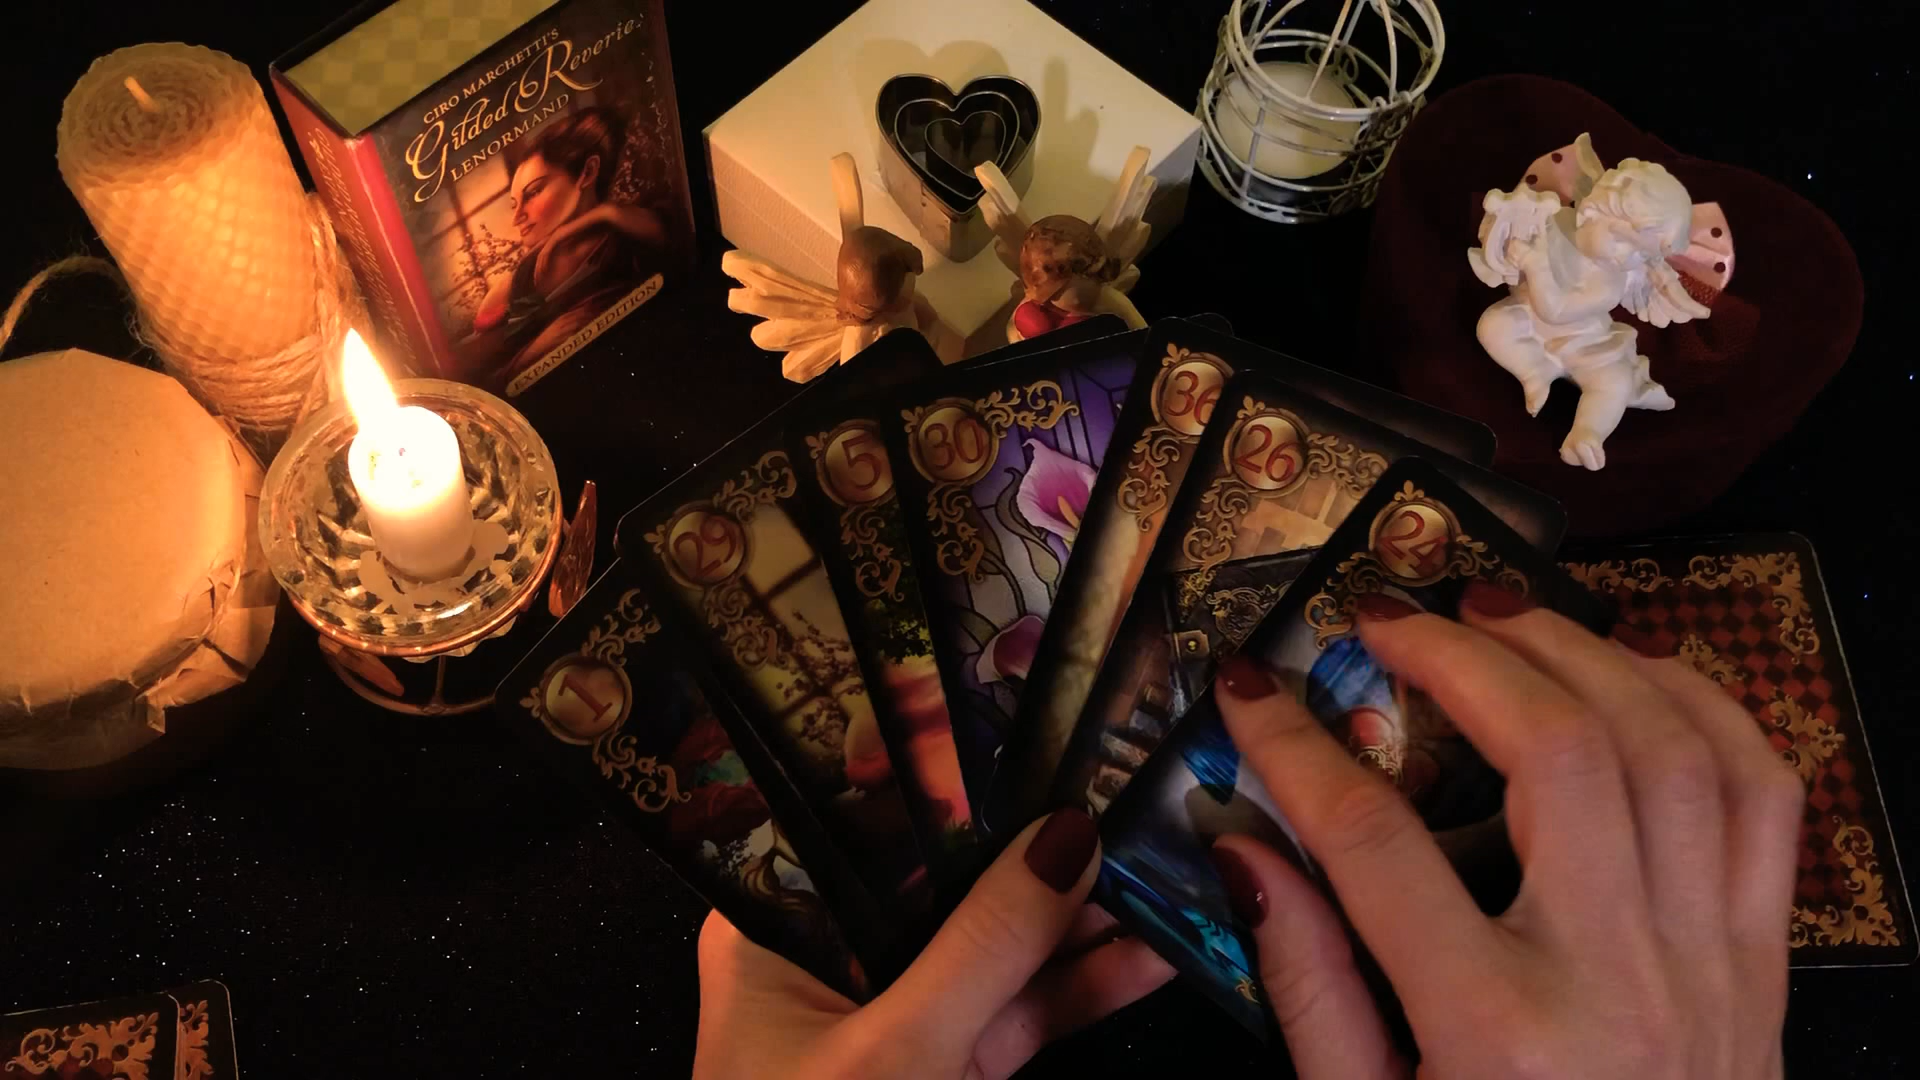 CIRO MARCHETTI'S
Gilded Reverie
LENORMAND
EXPANDED EDITION
1
29
5
30
36
26
24